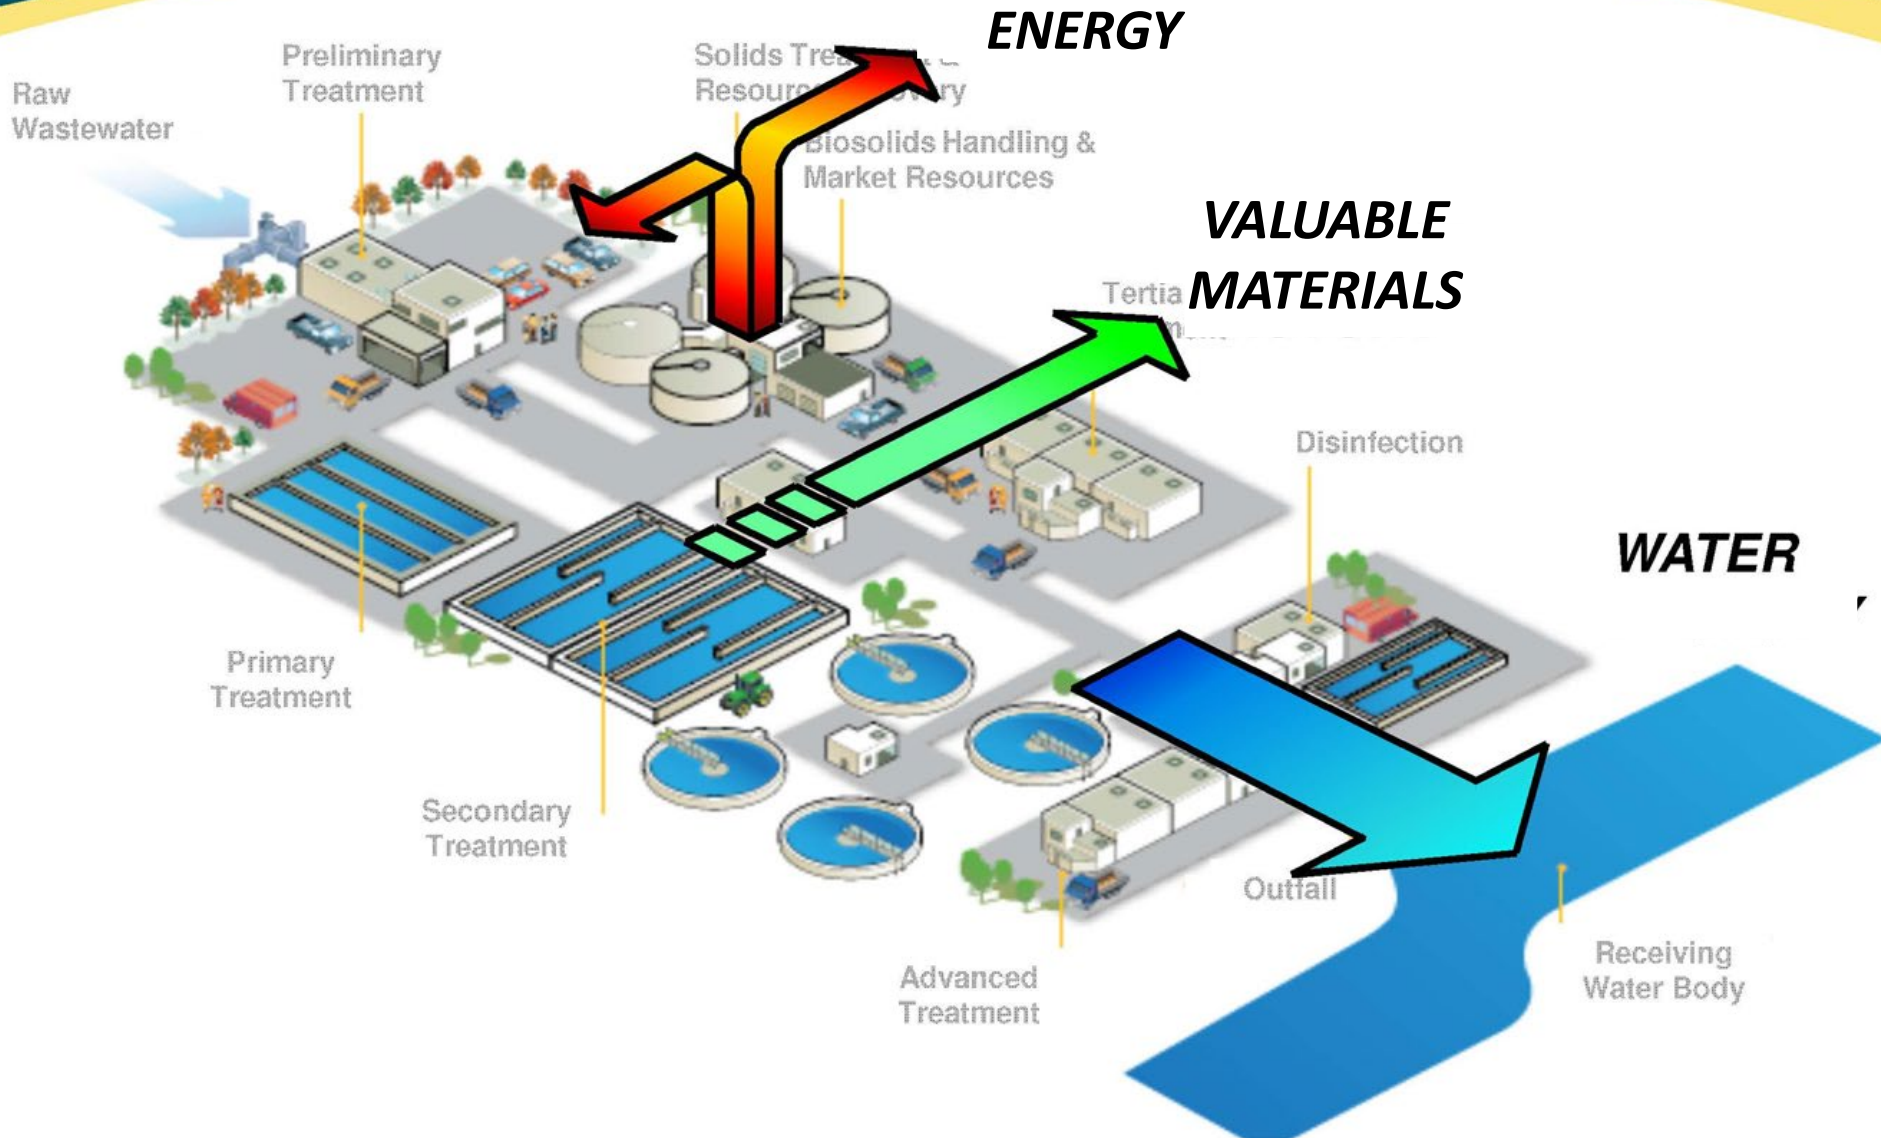 ENERGY
Preliminary
Treatment
Solids
Raw
Wastewater
Biosolids Handling &
Market Resources
VALUABLE
MATERIALS
Disinfection
WATER
Primary
Treatment
Secondary
Treatment
Outfall
Advanced
Treatment
Receiving
Water Body